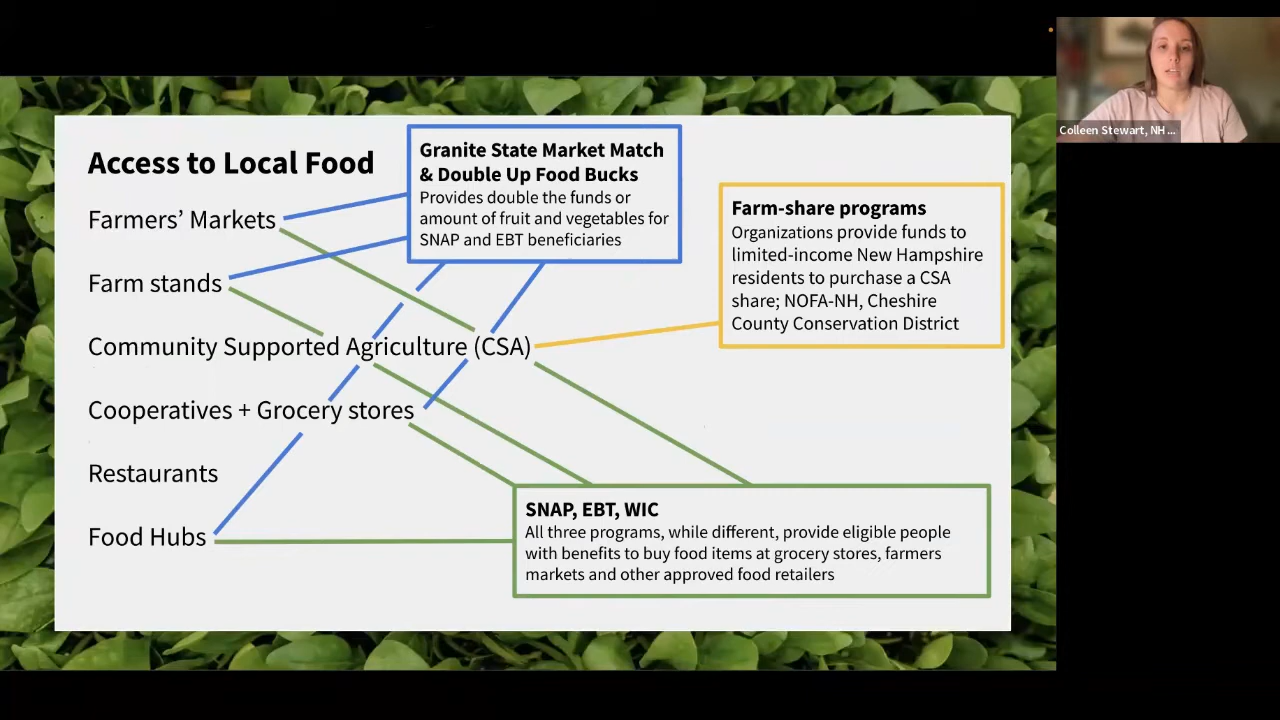 Access to Local Food
Farmers’ Markets
Farm stands
Community Supported Agriculture (CSA)
Cooperatives + Grocery stores
Restaurants
Food Hubs
Granite State Market Match
& Double Up Food Bucks
Provides double the funds or
amount of fruit and vegetables for
SNAP and EBT beneficiaries
Farm-share programs
Organizations provide funds to
limited-income New Hampshire
residents to purchase a CSA
share; NOFA-NH, Cheshire
County Conservation District
SNAP, EBT, WIC
All three programs, while different, provide eligible people
with benefits to buy food items at grocery stores, farmers
markets and other approved food retailers
Colleen Stewart, NH ...